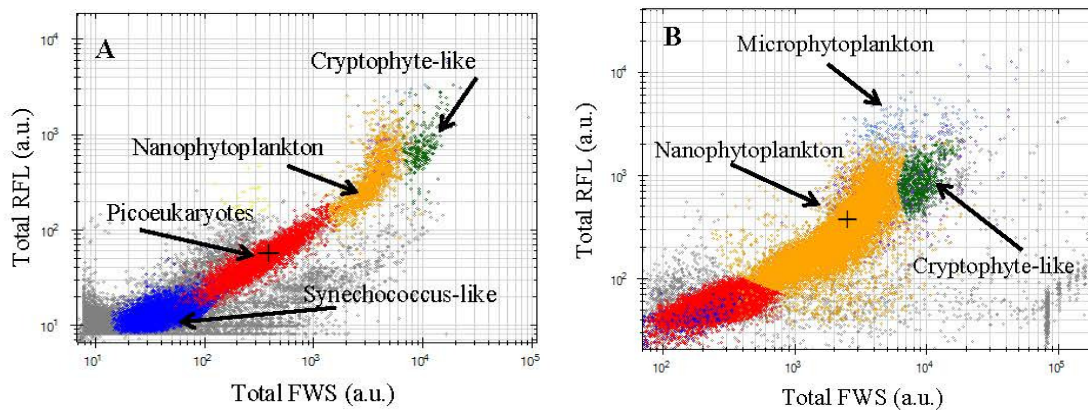 A
10⁴
10³
10²
10¹
Total RFL (a.u.)
Cryptophyte-like
Nanophytoplankton
Picoeukaryotes
Synechococcus-like
10¹ 10² 10³ 10⁴ 10⁵
Total FWS (a.u.)
B
10⁴
10³
10²
Total RFL (a.u.)
Microphytoplankton
Nanophytoplankton
Cryptophyte-like
10² 10³ 10⁴ 10⁵
Total FWS (a.u.)